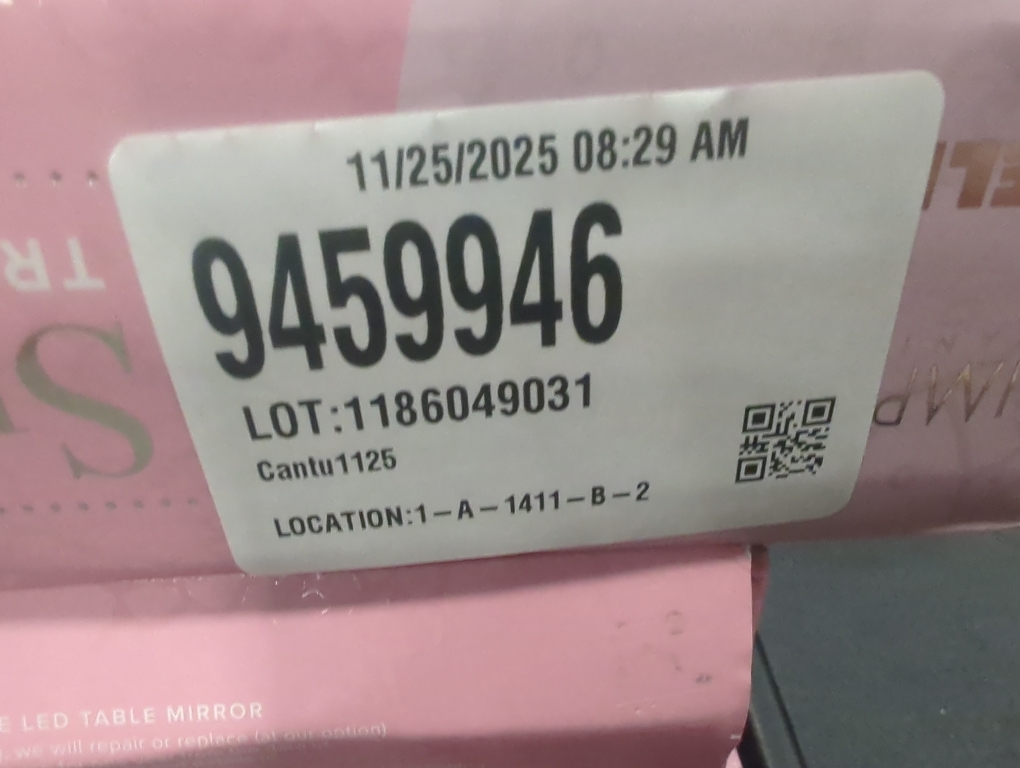 11/25/2025 08:29 AM
9459946
LOT:1186049031
Cantu1125
LOCATION:1-A-1411-B-2
TR
LED TABLE MIRROR
we will repair or replace (at our option)